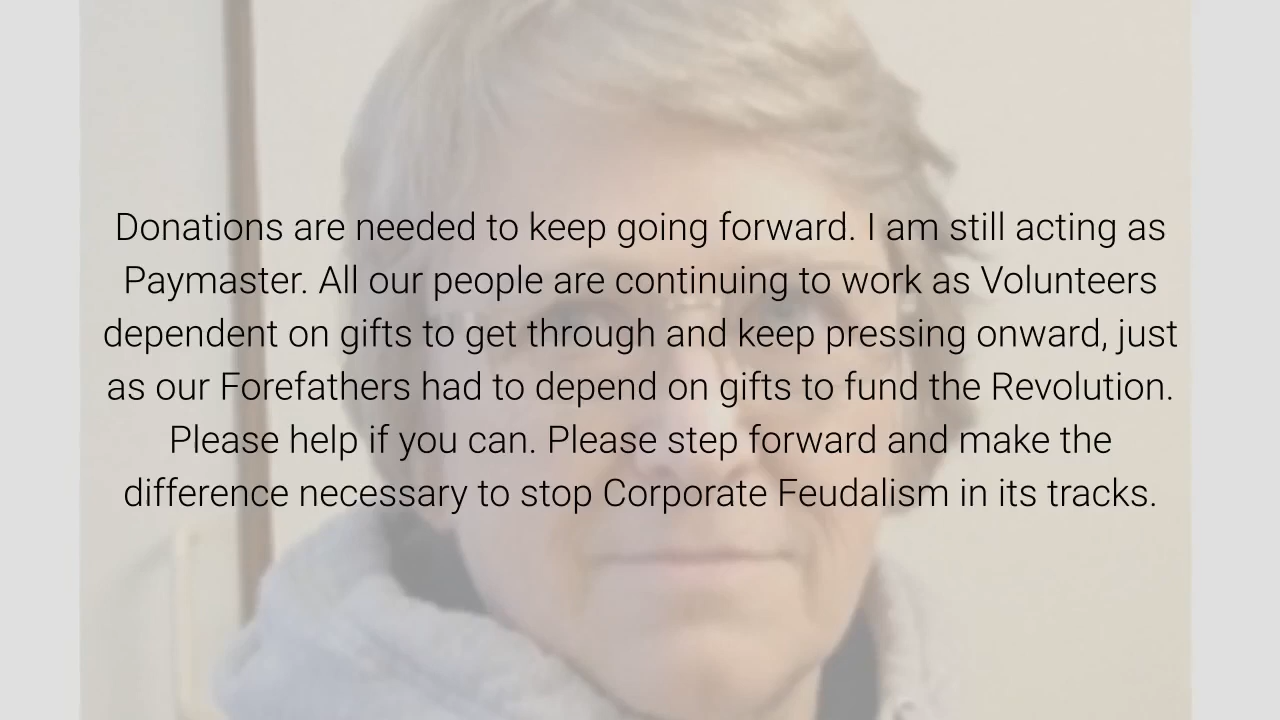 Donations are needed to keep going forward. I am still acting as
Paymaster. All our people are continuing to work as Volunteers
dependent on gifts to get through and keep pressing onward, just
as our Forefathers had to depend on gifts to fund the Revolution.
Please help if you can. Please step forward and make the
difference necessary to stop Corporate Feudalism in its tracks.